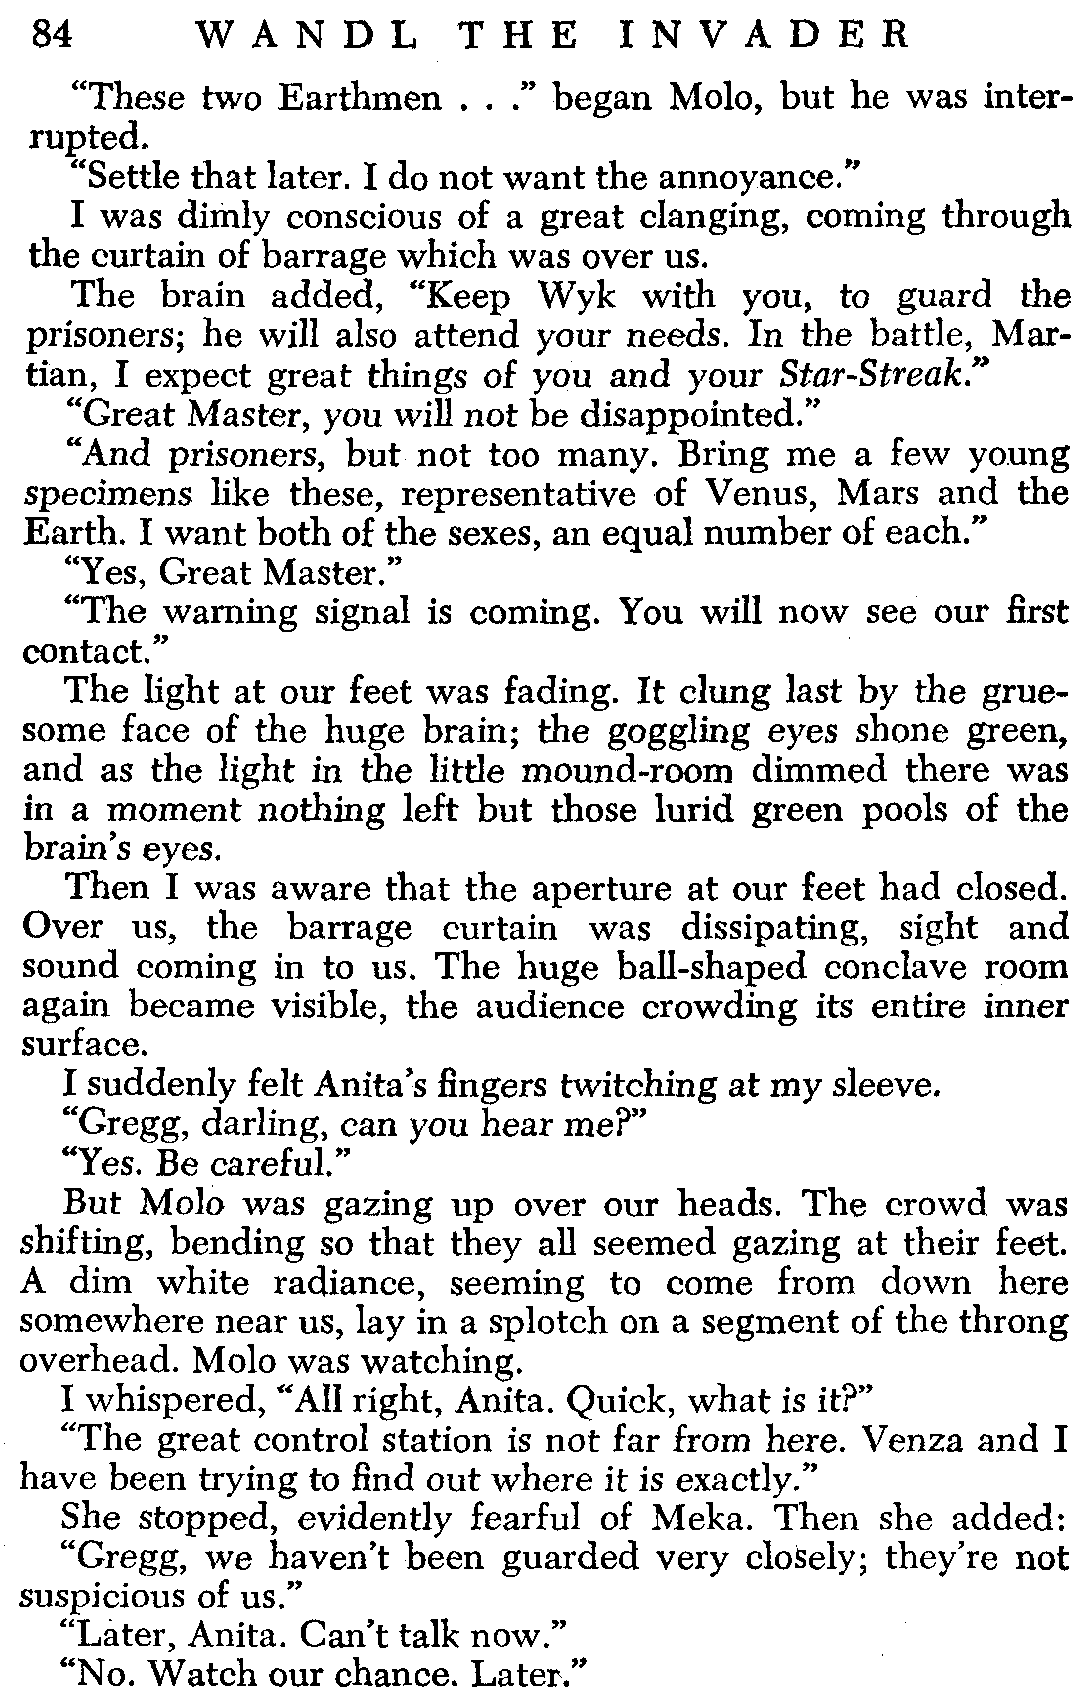 84 WANDL THE INVADER
“These two Earthmen . . .” began Molo, but he was inter-
rupted.
“Settle that later. I do not want the annoyance.”
I was dimly conscious of a great clanging, coming through
the curtain of barrage which was over us.
The brain added, “Keep Wyk with you, to guard the
prisoners; he will also attend your needs. In the battle, Mar-
tian, I expect great things of you and your Star-Streak.”
“Great Master, you will not be disappointed.”
“And prisoners, but not too many. Bring me a few young
specimens like these, representative of Venus, Mars and the
Earth. I want both of the sexes, an equal number of each.”
“Yes, Great Master.”
“The warning signal is coming. You will now see our first
contact.”
The light at our feet was fading. It clung last by the grue-
some face of the huge brain; the goggling eyes shone green,
and as the light in the little mound-room dimmed there was
in a moment nothing left but those lurid green pools of the
brain’s eyes.
Then I was aware that the aperture at our feet had closed.
Over us, the barrage curtain was dissipating, sight and
sound coming in to us. The huge ball-shaped conclave room
again became visible, the audience crowding its entire inner
surface.
I suddenly felt Anita’s fingers twitching at my sleeve.
“Gregg, darling, can you hear me?”
“Yes. Be careful.”
But Molo was gazing up over our heads. The crowd was
shifting, bending so that they all seemed gazing at their feet.
A dim white radiance, seeming to come from down here
somewhere near us, lay in a splotch on a segment of the throng
overhead. Molo was watching.
I whispered, “All right, Anita. Quick, what is it?”
“The great control station is not far from here. Venza and I
have been trying to find out where it is exactly.”
She stopped, evidently fearful of Meka. Then she added:
“Gregg, we haven’t been guarded very closely; they’re not
suspicious of us.”
“Later, Anita. Can’t talk now.”
“No. Watch our chance. Later.”